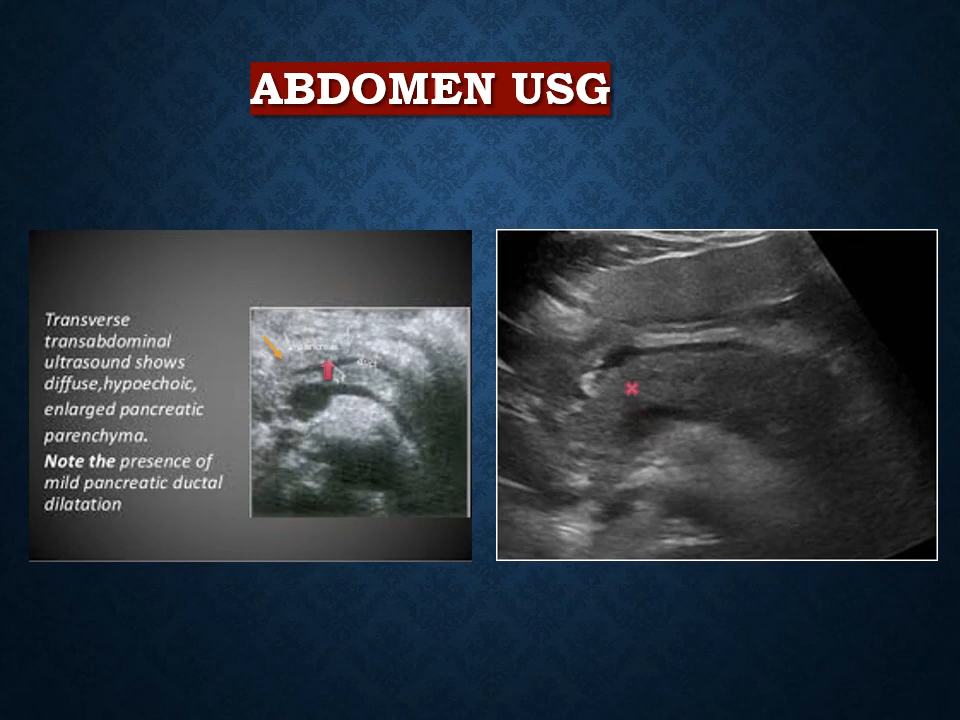 ABDOMEN USG
Transverse
transabdominal
ultrasound shows
diffuse,hypoechoic,
enlarged pancreatic
parenchyma.
Note the presence of
mild pancreatic ductal
dilatation